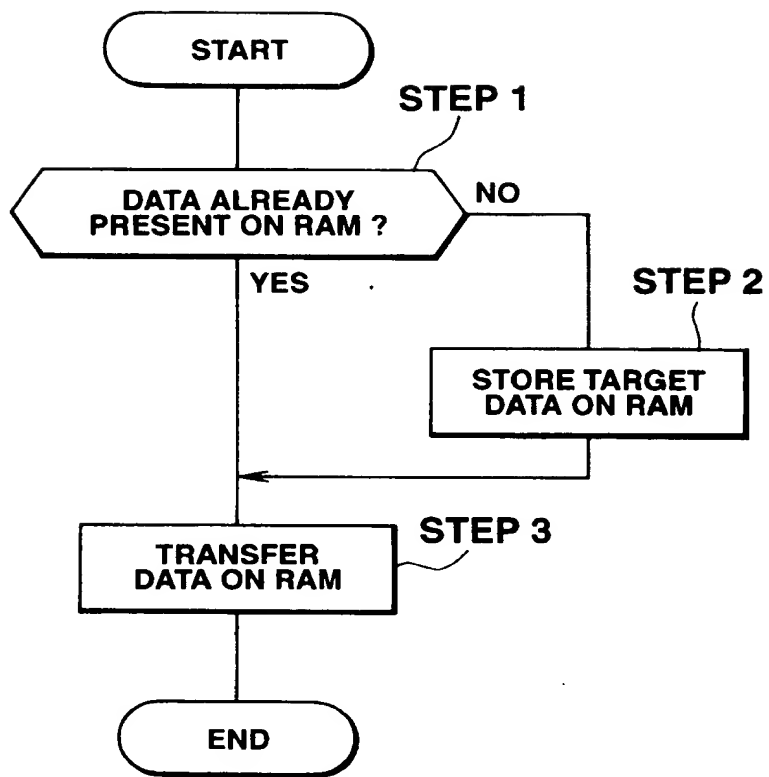 START
STEP 1
DATA ALREADY
PRESENT ON RAM ?
NO
YES
STEP 2
STORE TARGET
DATA ON RAM
STEP 3
TRANSFER
DATA ON RAM
END